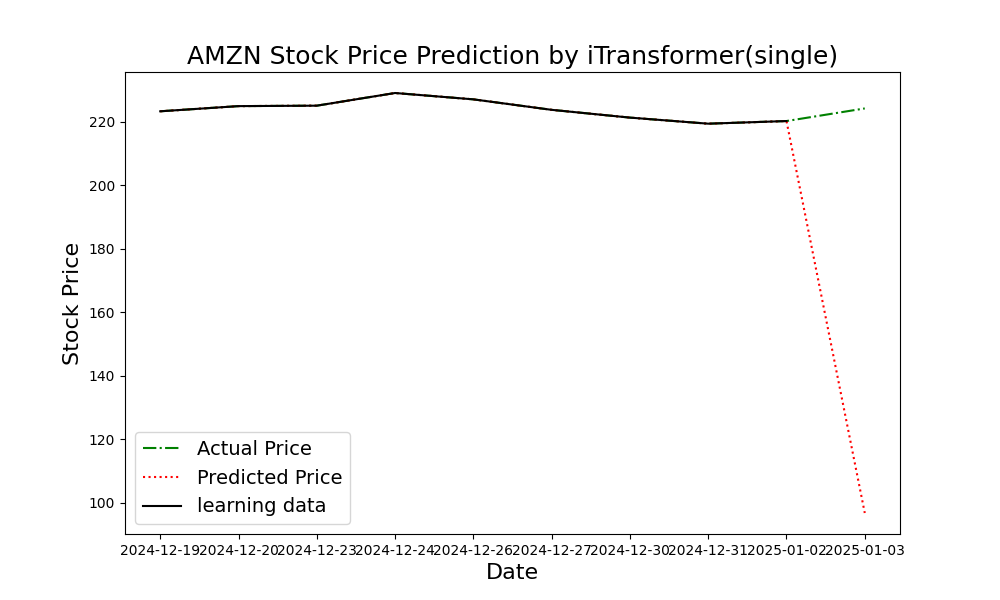 AMZN Stock Price Prediction by iTransformer(single)
Stock Price
220
200
180
160
140
120
100
Actual Price
Predicted Price
learning data
2024-12-19 2024-12-20 2024-12-23 2024-12-24 2024-12-26 2024-12-27 2024-12-30 2024-12-31 2025-01-02 2025-01-03
Date